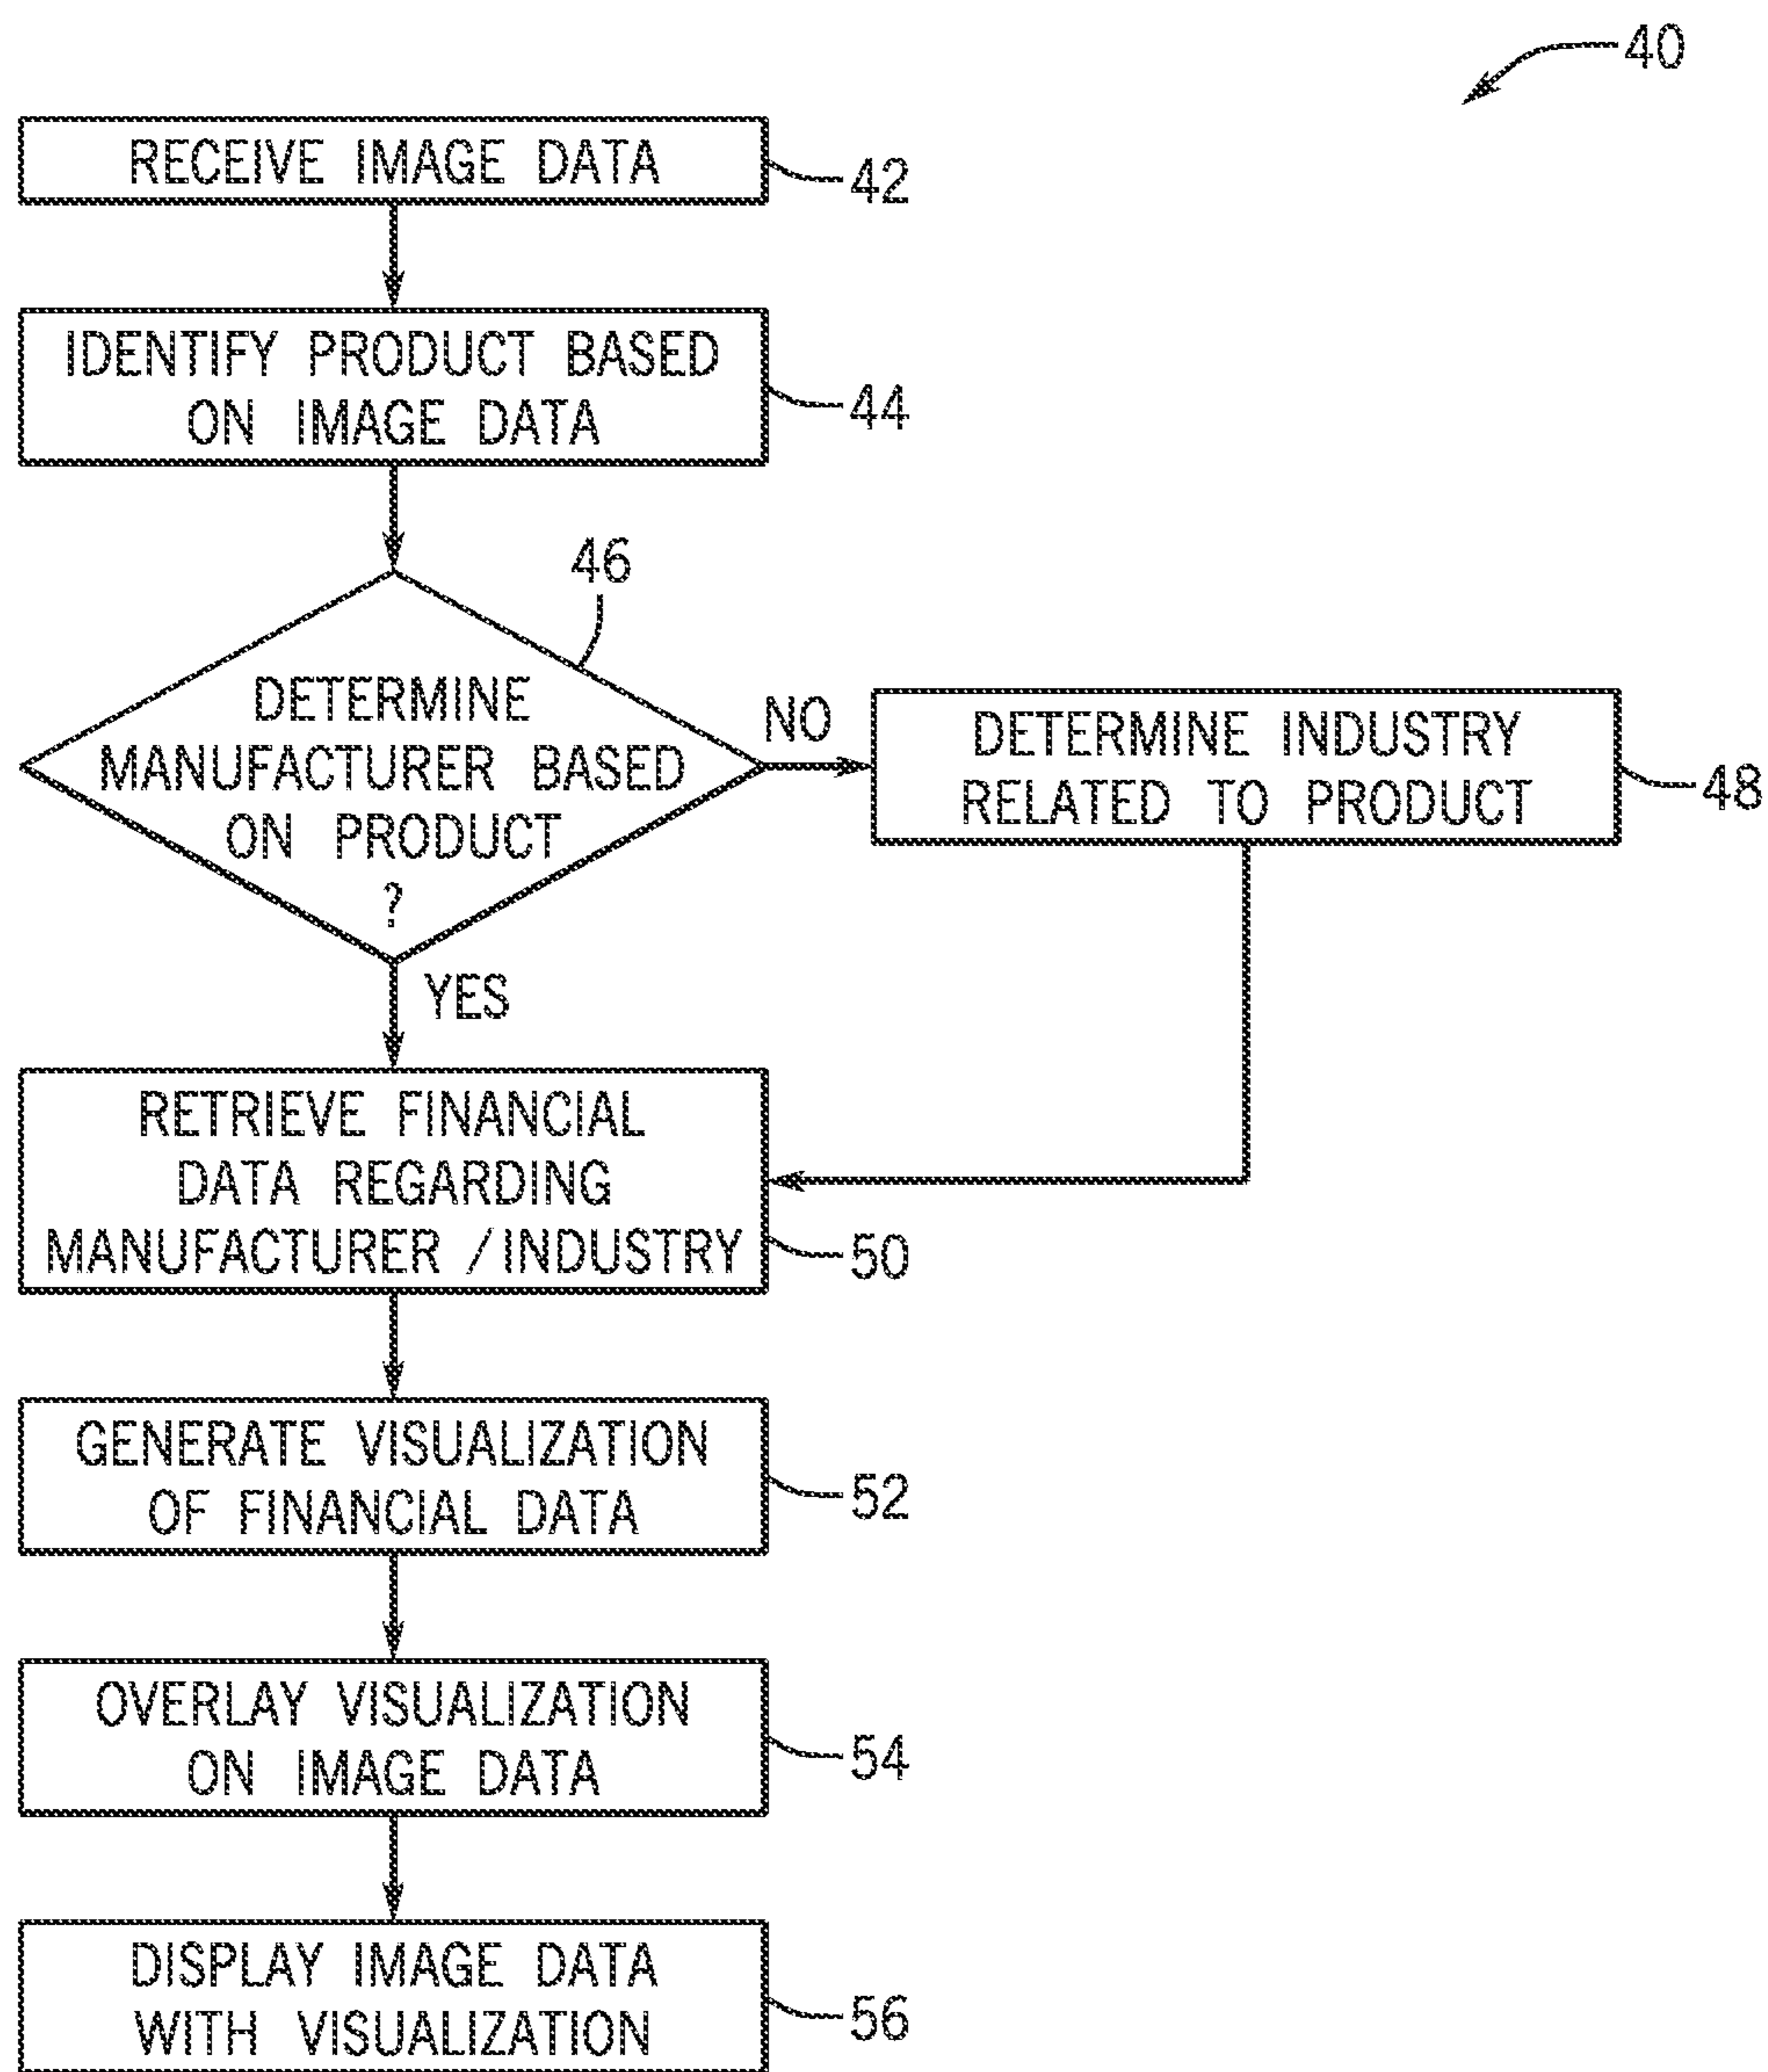 40
RECEIVE IMAGE DATA
42
IDENTIFY PRODUCT BASED
ON IMAGE DATA
44
46
DETERMINE
MANUFACTURER BASED
ON PRODUCT
?
NO
DETERMINE INDUSTRY
RELATED TO PRODUCT
48
YES
RETRIEVE FINANCIAL
DATA REGARDING
MANUFACTURER / INDUSTRY
50
GENERATE VISUALIZATION
OF FINANCIAL DATA
52
OVERLAY VISUALIZATION
ON IMAGE DATA
54
DISPLAY IMAGE DATA
WITH VISUALIZATION
56